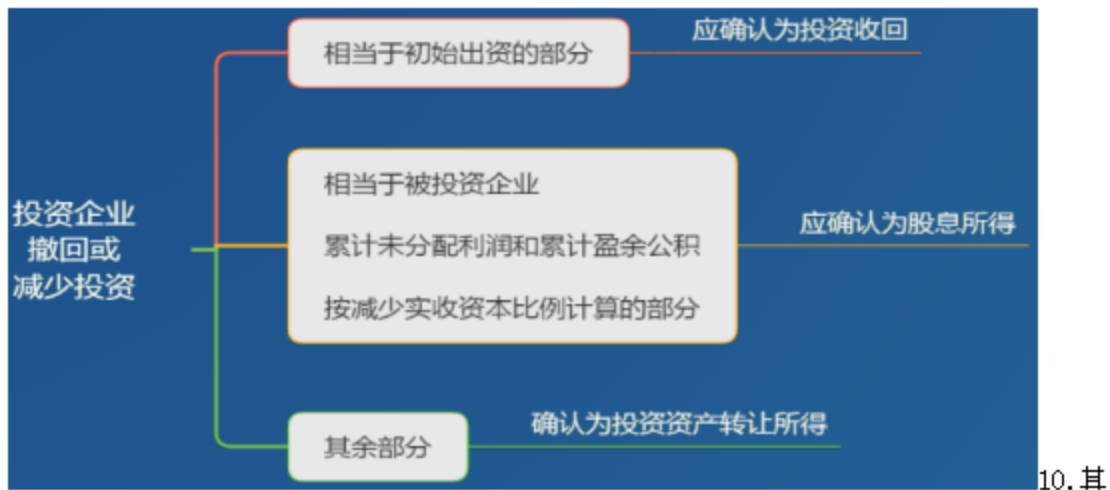 投资企业
撤回或
减少投资
相当于初始出资的部分
应确认为投资收回
相当于被投资企业
累计未分配利润和累计盈余公积
按减少实收资本比例计算的部分
应确认为股息所得
其余部分
确认为投资资产转让所得
10.其